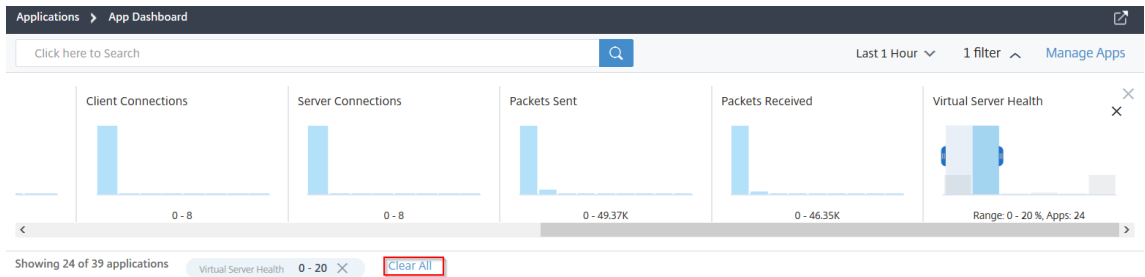 Applications > App Dashboard
Click here to Search
Last 1 Hour
1 filter
Manage Apps
Client Connections
Server Connections
Packets Sent
Packets Received
Virtual Server Health
0 - 8
0 - 8
0 - 49.37K
0 - 46.35K
Range: 0 - 20 %, Apps: 24
Showing 24 of 39 applications
Virtual Server Health 0 - 20
Clear All